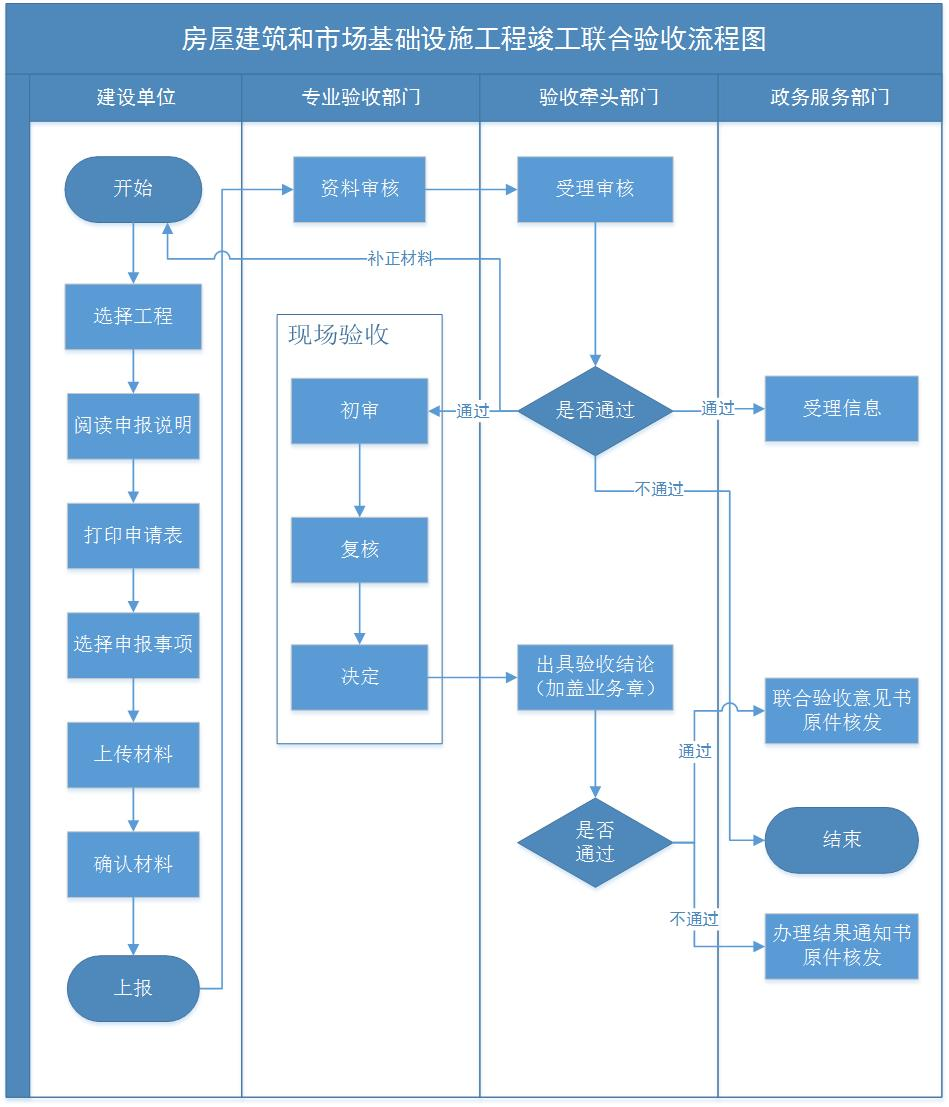 房屋建筑和市场基础设施工程竣工联合验收流程图
建设单位
专业验收部门
验收牵头部门
政务服务部门
开始
资料审核
受理审核
补正材料
选择工程
现场验收
阅读申报说明
初审
通过
是否通过
通过
受理信息
不通过
打印申请表
复核
选择申报事项
决定
出具验收结论
（加盖业务章）
联合验收意见书
原件核发
通过
上传材料
是否
通过
结束
确认材料
不通过
办理结果通知书
原件核发
上报